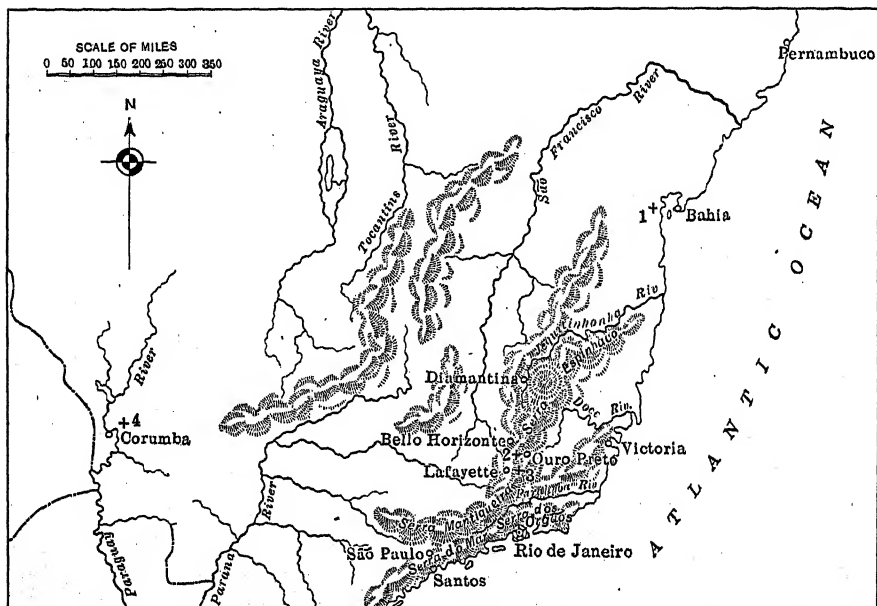 SCALE OF MILES
0 50 100 150 200 250 300 350
N
Araguaya River
Tocantins River
São Francisco River
Pernambuco
1+
Bahia
ATLANTIC OCEAN
Jequitinhonha Riv
Serra Espinhaco
Diamantina
River
+4
Corumba
Doce Riv.
Bello Horizonte
Victoria
2+
Ouro Preto
Lafayette
+3
Parahyba Riv
Serra Mantiqueira
Serra dos Orgãos
Serra do Mar
São Paulo
Rio de Janeiro
Santos
Paraguay
Parana River